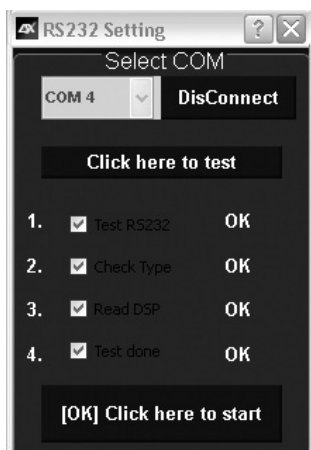 AX RS232 Setting
Select COM
COM 4 DisConnect
Click here to test
1. Test RS232 OK
2. Check Type OK
3. Read DSP OK
4. Test done OK
[OK] Click here to start